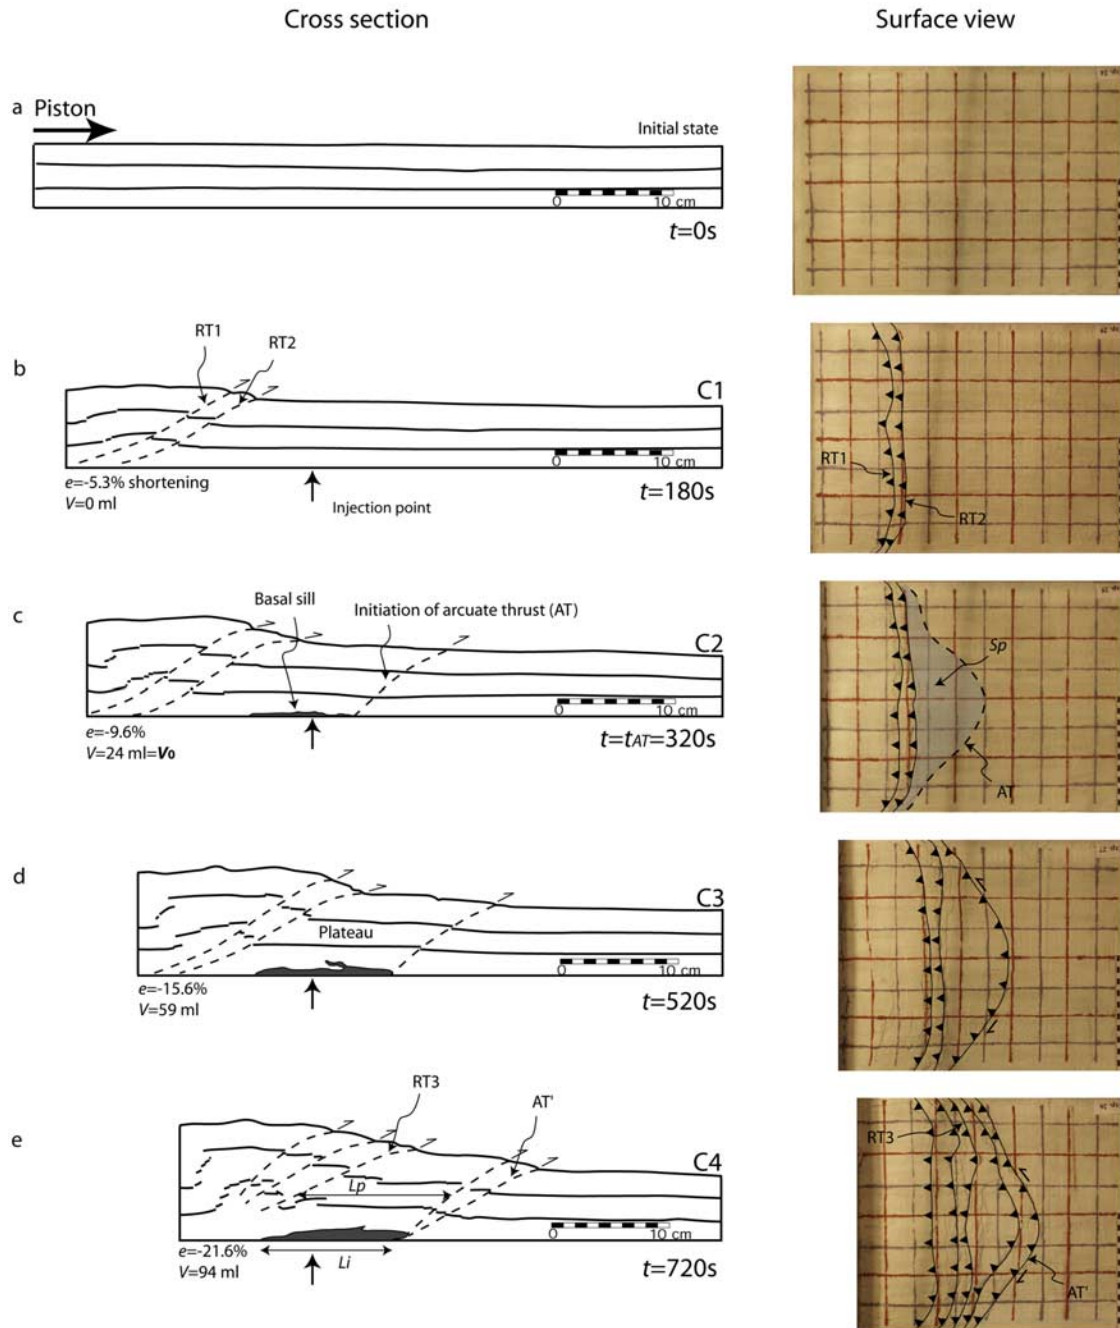 Cross section
Surface view
a
Piston
Initial state
0 10 cm
t=0s
b
RT1
RT2
C1
0 10 cm
e=-5.3% shortening
V=0 ml
Injection point
t=180s
RT1
RT2
c
Basal sill
Initiation of arcuate thrust (AT)
C2
0 10 cm
e=-9.6%
V=24 ml=V0
t=tAT=320s
Sp
AT
d
C3
Plateau
0 10 cm
e=-15.6%
V=59 ml
t=520s
e
RT3
AT'
C4
Lp
0 10 cm
e=-21.6%
V=94 ml
Li
t=720s
RT3
AT'